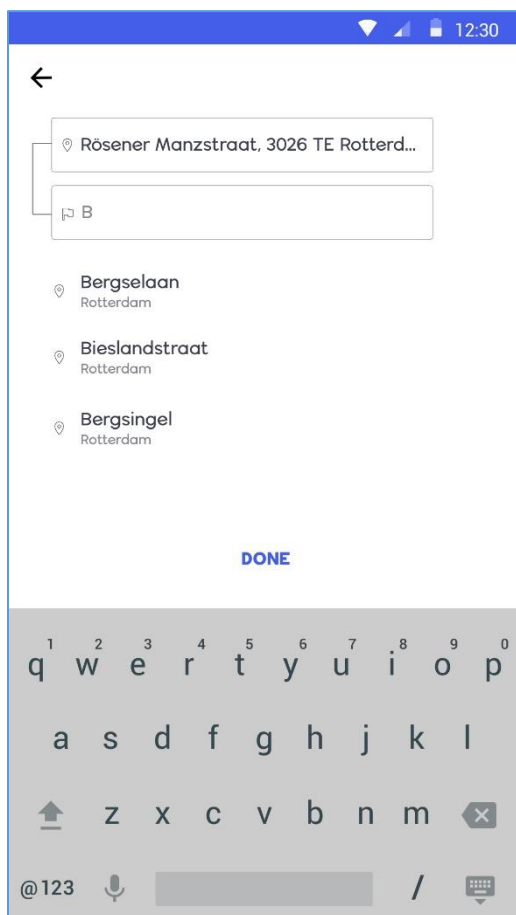 12:30
Rösener Manzstraat, 3026 TE Rotterd...
B
Bergselaan
Rotterdam
Bieslandstraat
Rotterdam
Bergsingel
Rotterdam
DONE
1 2 3 4 5 6 7 8 9 0
q w e r t y u i o p
a s d f g h j k l
z x c v b n m
@123 /